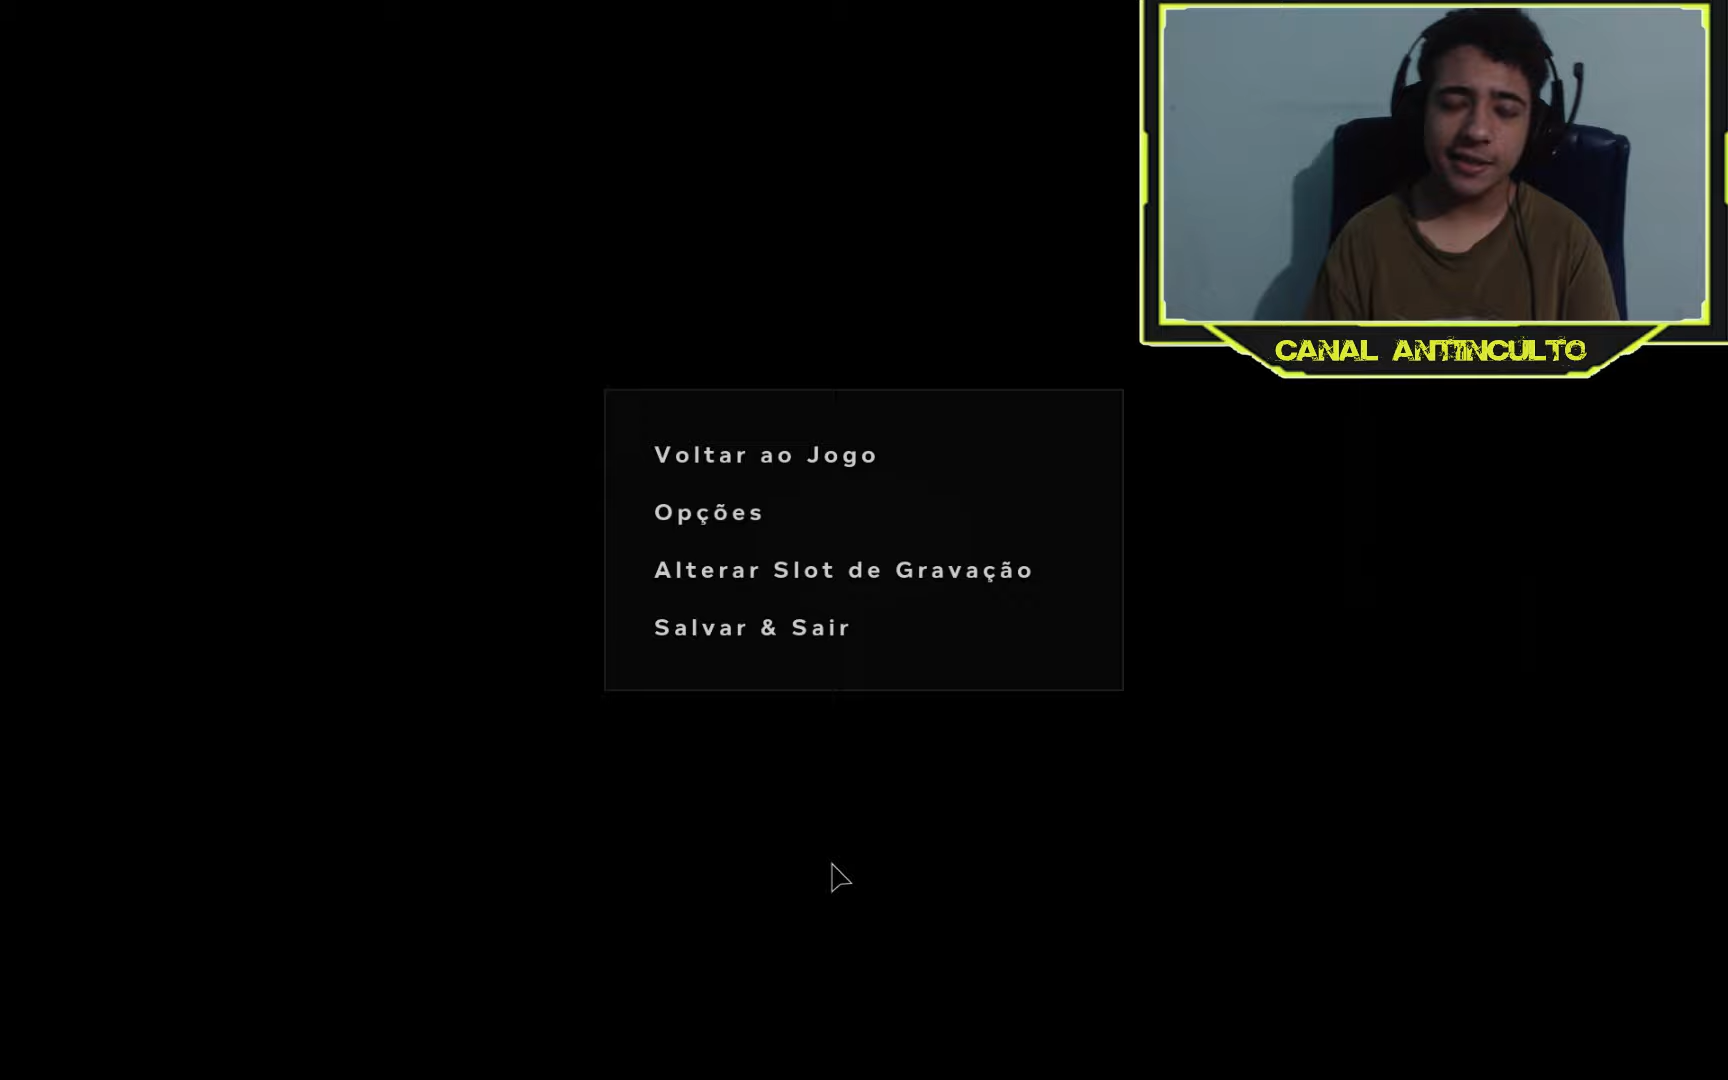 CANAL ANTINCULTO
Voltar ao Jogo
Opções
Alterar Slot de Gravação
Salvar & Sair